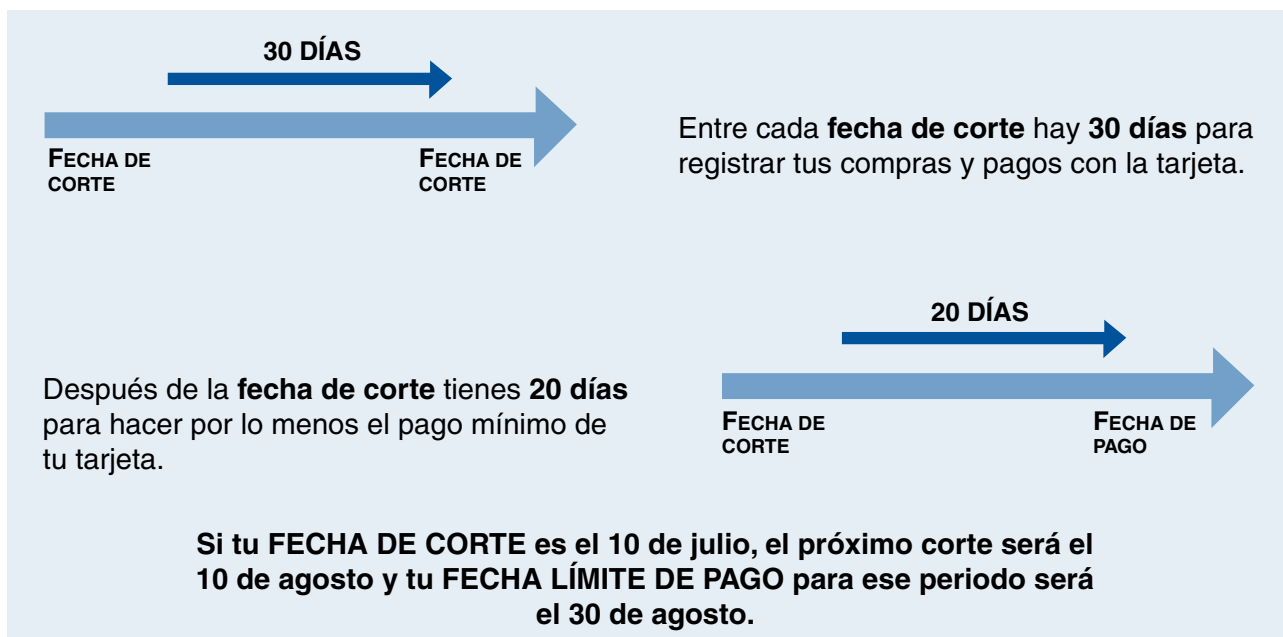 30 DÍAS
FECHA DE
CORTE
FECHA DE
CORTE
Entre cada fecha de corte hay 30 días para
registrar tus compras y pagos con la tarjeta.
20 DÍAS
FECHA DE
CORTE
FECHA DE
PAGO
Después de la fecha de corte tienes 20 días
para hacer por lo menos el pago mínimo de
tu tarjeta.
Si tu FECHA DE CORTE es el 10 de julio, el próximo corte será el
10 de agosto y tu FECHA LÍMITE DE PAGO para ese periodo será
el 30 de agosto.